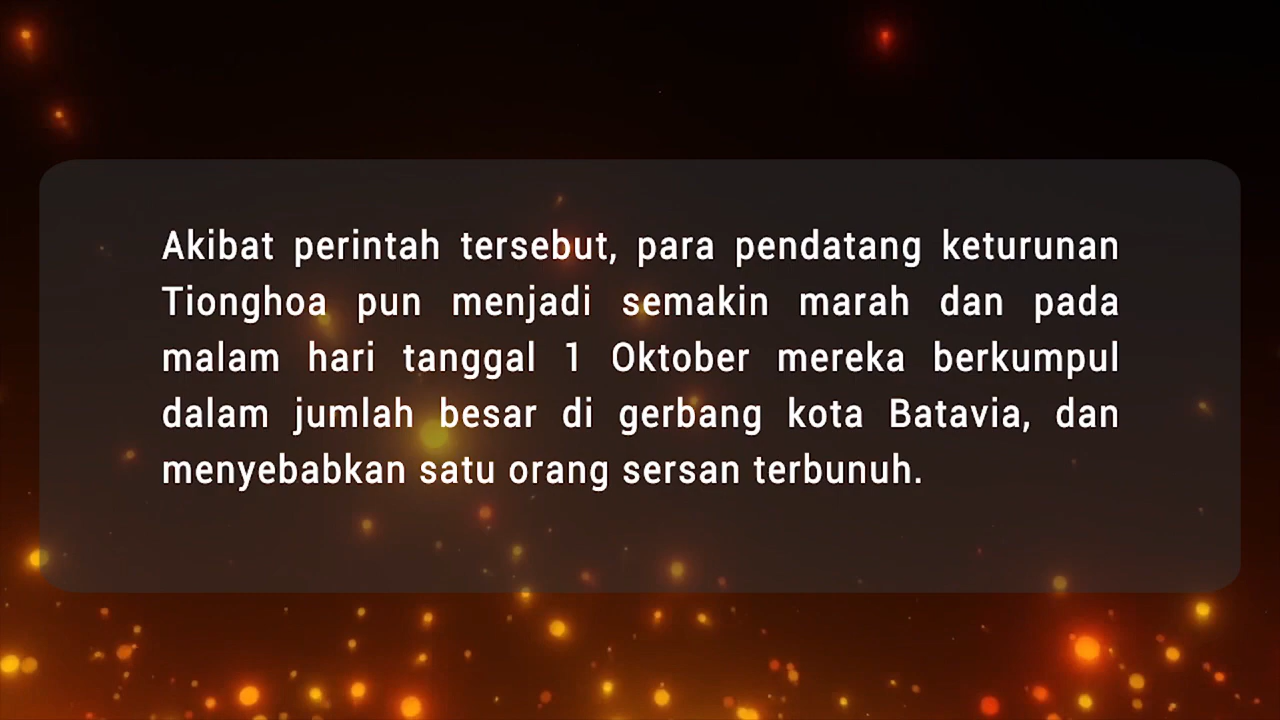 Akibat perintah tersebut, para pendatang keturunan
Tionghoa pun menjadi semakin marah dan pada
malam hari tanggal 1 Oktober mereka berkumpul
dalam jumlah besar di gerbang kota Batavia, dan
menyebabkan satu orang sersan terbunuh.